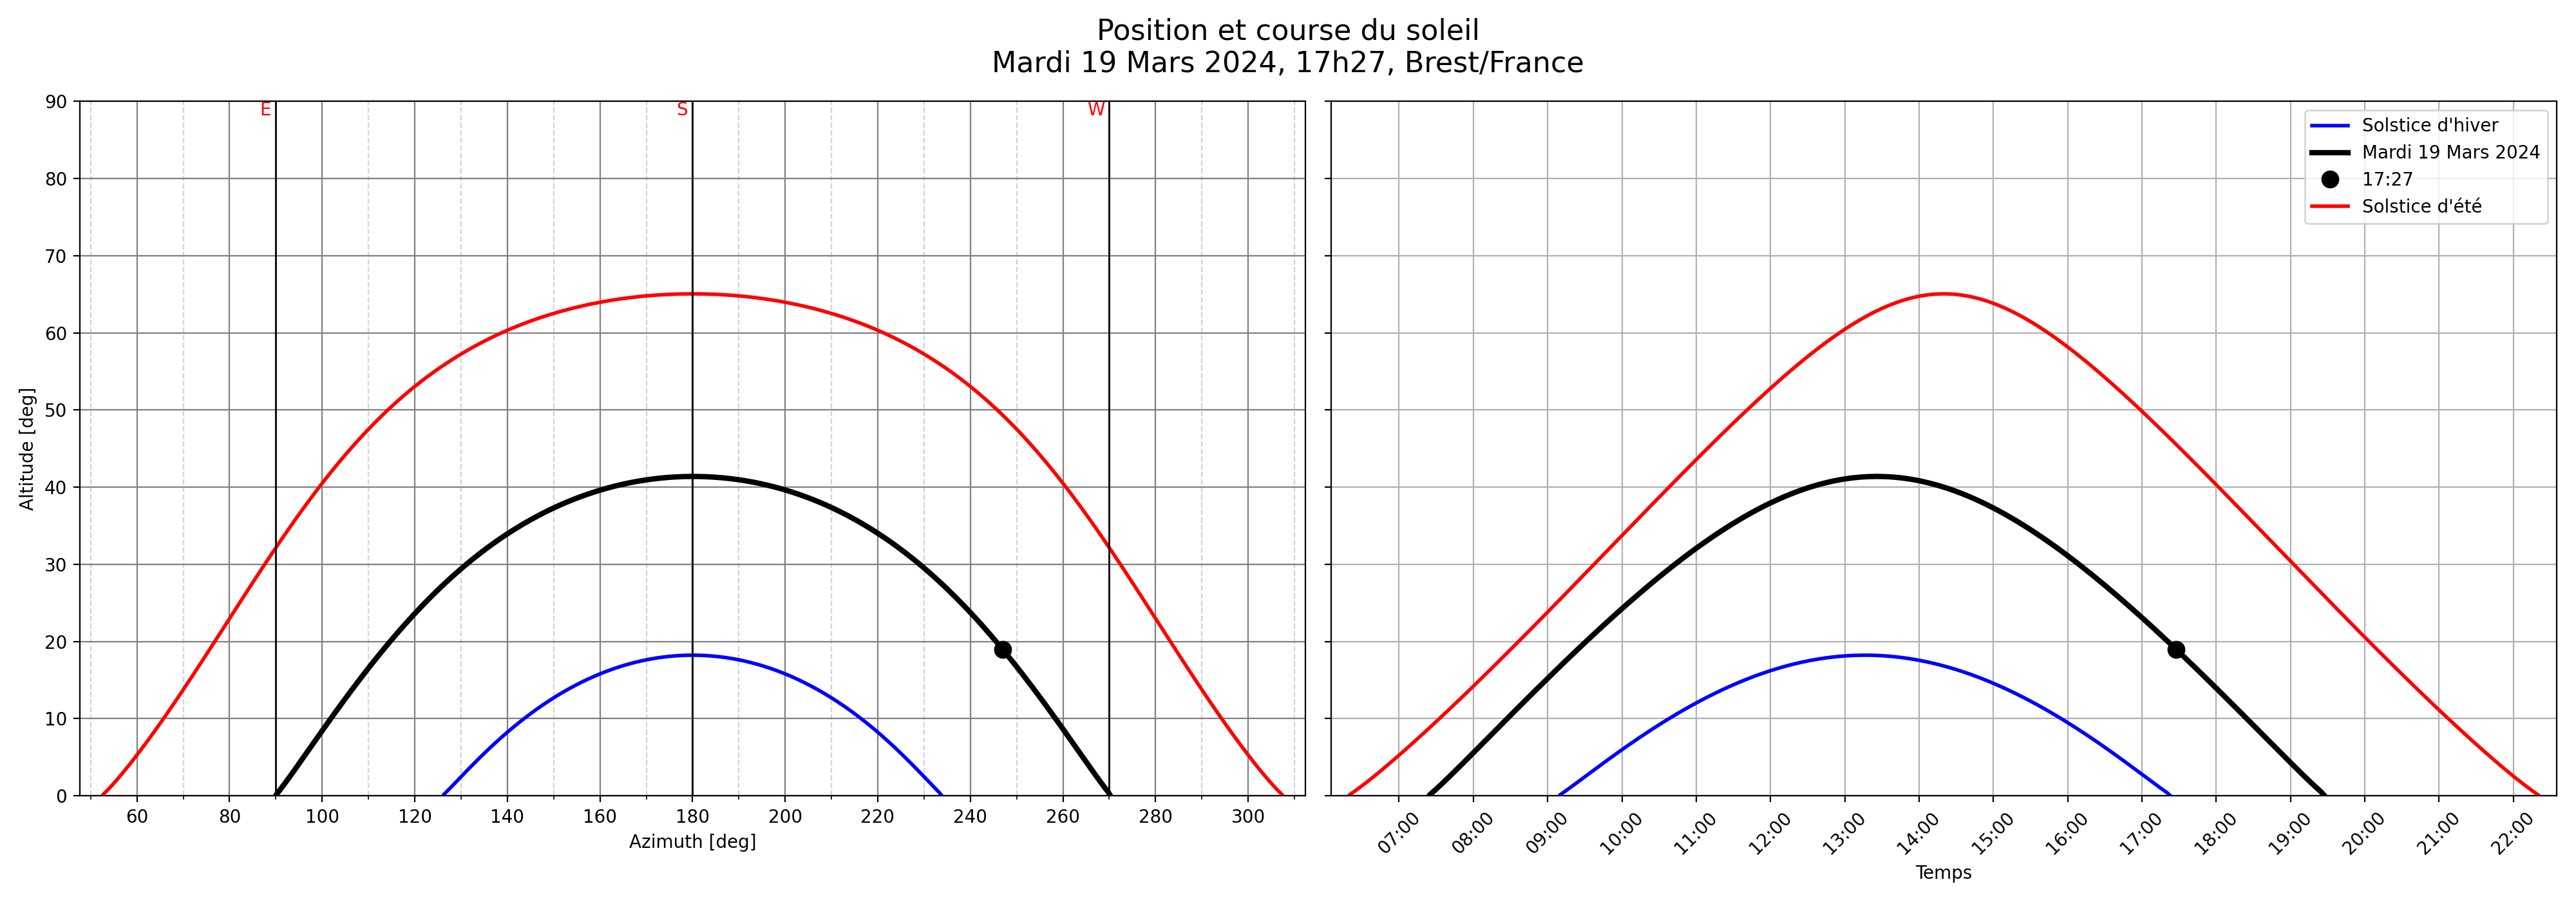 Position et course du soleil
Mardi 19 Mars 2024, 17h27, Brest/France
Altitude [deg]
90
80
70
60
50
40
30
20
10
0
E
S
W
60 80 100 120 140 160 180 200 220 240 260 280 300
Azimuth [deg]
Solstice d'hiver
Mardi 19 Mars 2024
17:27
Solstice d'été
07:00 08:00 09:00 10:00 11:00 12:00 13:00 14:00 15:00 16:00 17:00 18:00 19:00 20:00 21:00 22:00
Temps